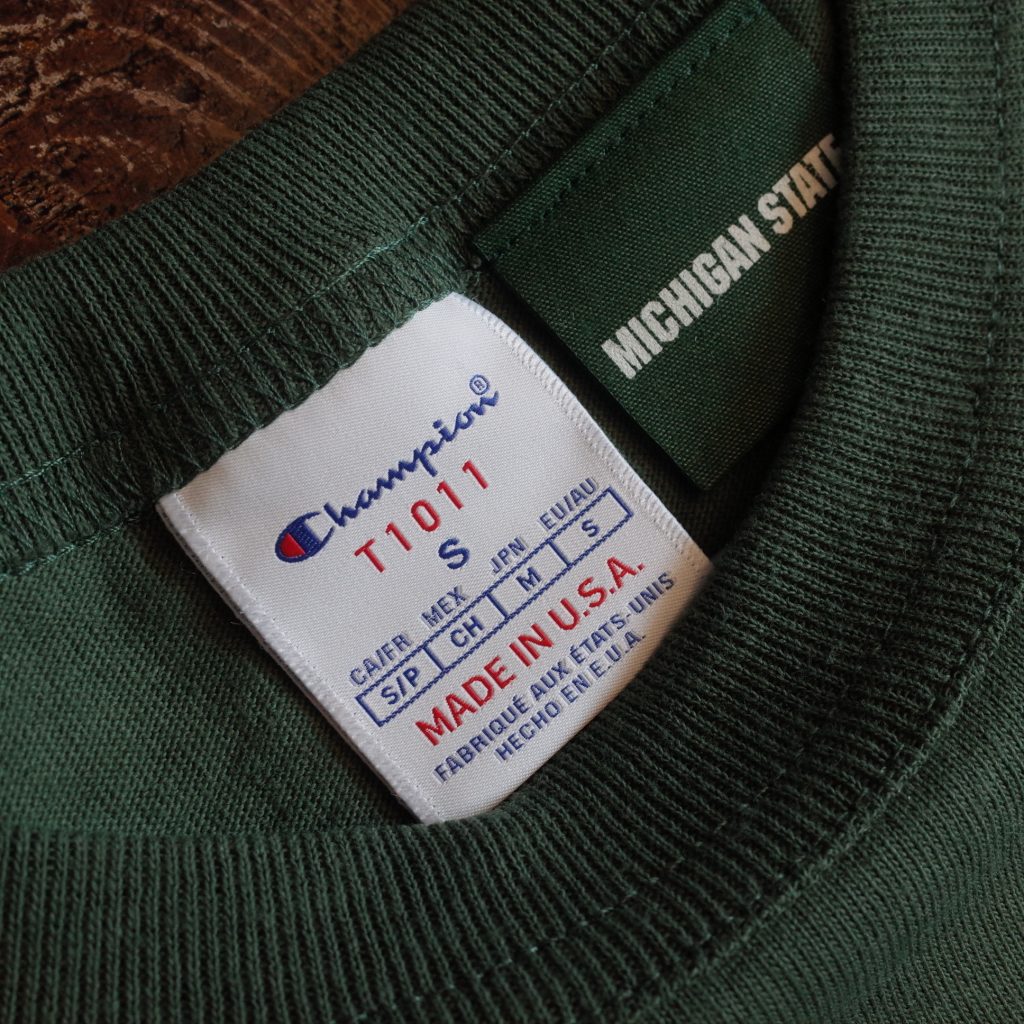 Champion®
T1011
S
CA/FR MEX JPN EU/AU
S/P CH M S
MADE IN U.S.A.
FABRIQUÉ AUX ÉTATS-UNIS
HECHO EN E.U.A.
MICHIGAN STATE